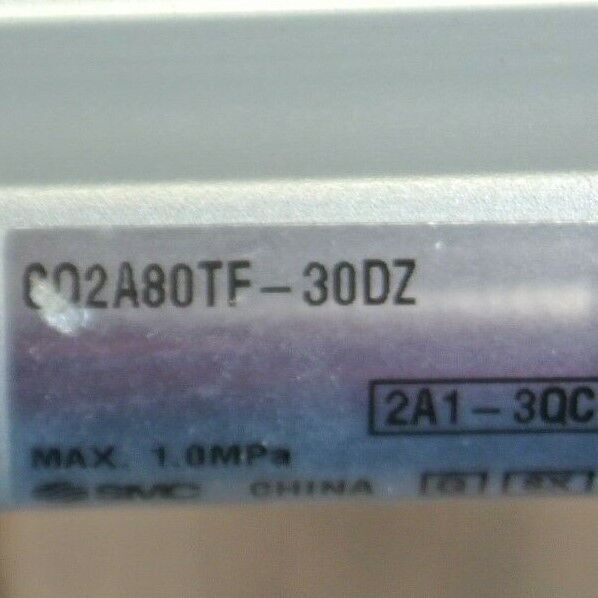 CQ2A80TF-30DZ
2A1-3QC
MAX. 1.0MPa
SMC CHINA